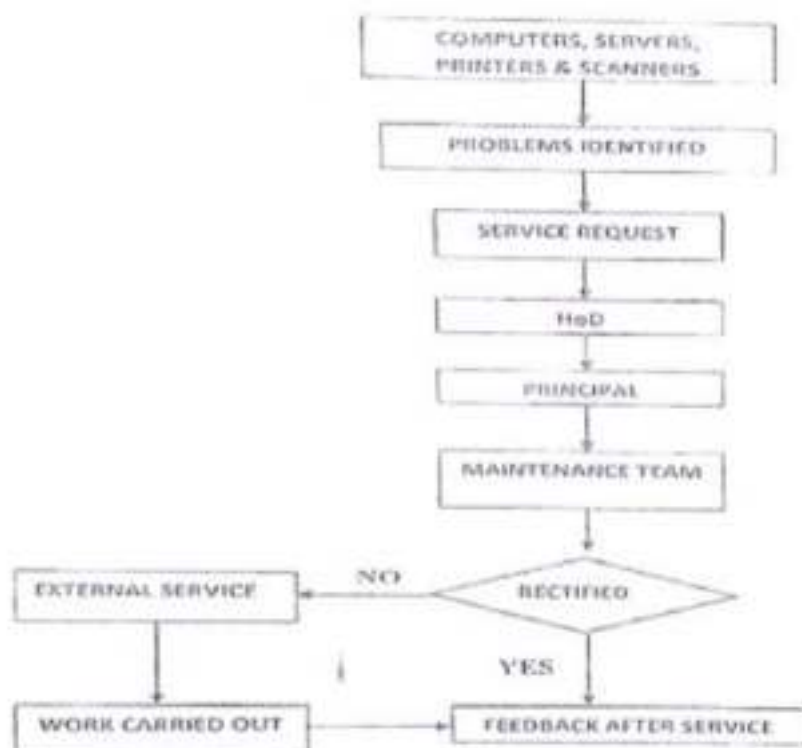 COMPUTERS, SERVERS,
PRINTERS & SCANNERS
PROBLEMS IDENTIFIED
SERVICE REQUEST
HoD
PRINCIPAL
MAINTENANCE TEAM
RECTIFIED
NO
EXTERNAL SERVICE
YES
WORK CARRIED OUT
FEEDBACK AFTER SERVICE